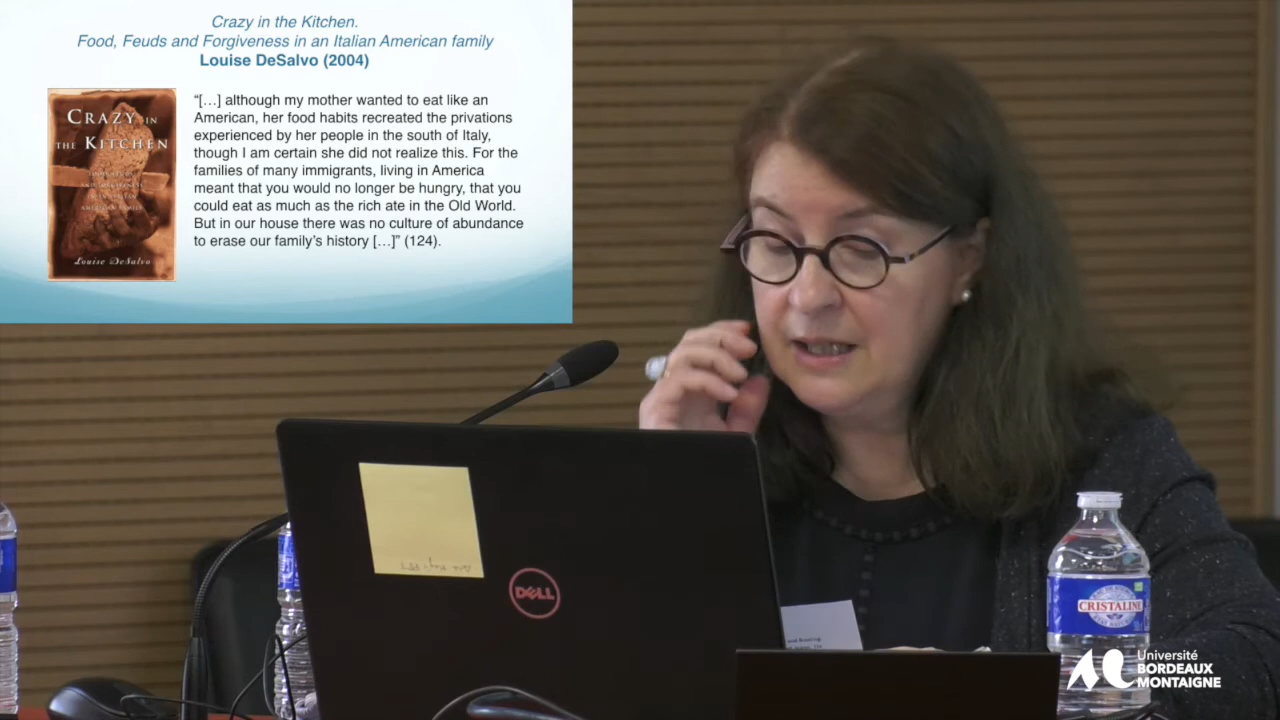 Crazy in the Kitchen.
Food, Feuds and Forgiveness in an Italian American family
Louise DeSalvo (2004)
“[…] although my mother wanted to eat like an
American, her food habits recreated the privations
experienced by her people in the south of Italy,
though I am certain she did not realize this. For the
families of many immigrants, living in America
meant that you would no longer be hungry, that you
could eat as much as the rich ate in the Old World.
But in our house there was no culture of abundance
to erase our family’s history […]” (124).
CRAZY IN
THE KITCHEN
Louise DeSalvo
DELL
CRISTALINE
Université
BORDEAUX
MONTAIGNE